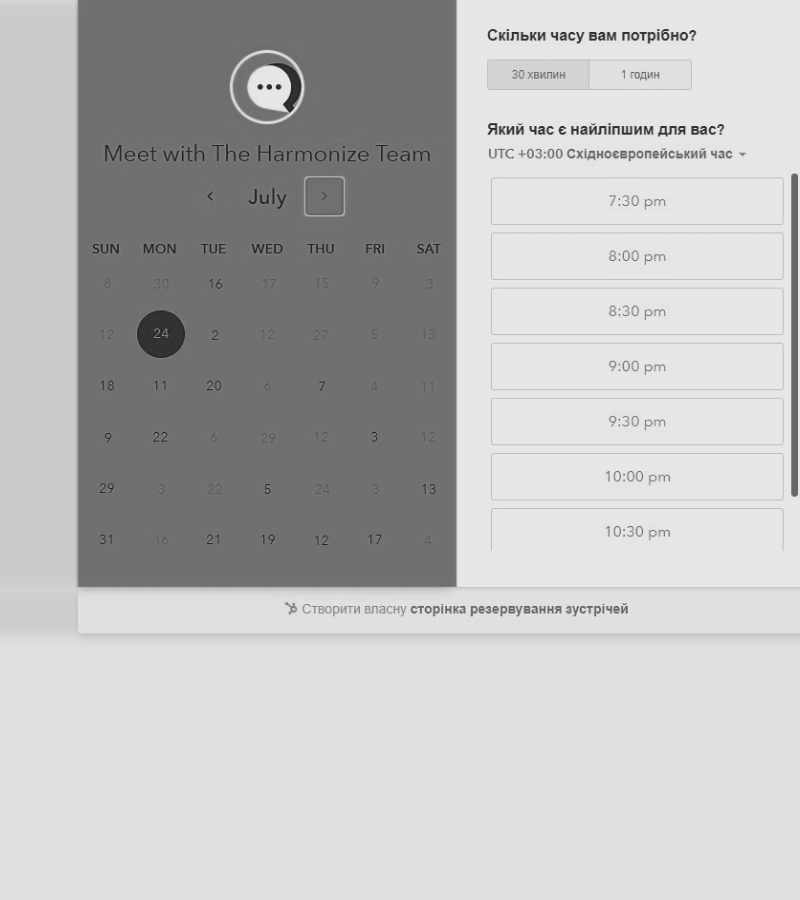 Meet with The Harmonize Team
July
SUN MON TUE WED THU FRI SAT
8 30 16 17 15 9 3
12 24 2 12 27 5 13
18 11 20 6 7 4 11
9 22 6 29 12 3 12
29 3 22 5 24 3 13
31 16 21 19 12 17 4
Скільки часу вам потрібно?
30 хвилин 1 годин
Який час є найліпшим для вас?
UTC +03:00 Східноєвропейський час
7:30 pm
8:00 pm
8:30 pm
9:00 pm
9:30 pm
10:00 pm
10:30 pm
Створити власну сторінка резервування зустрічей